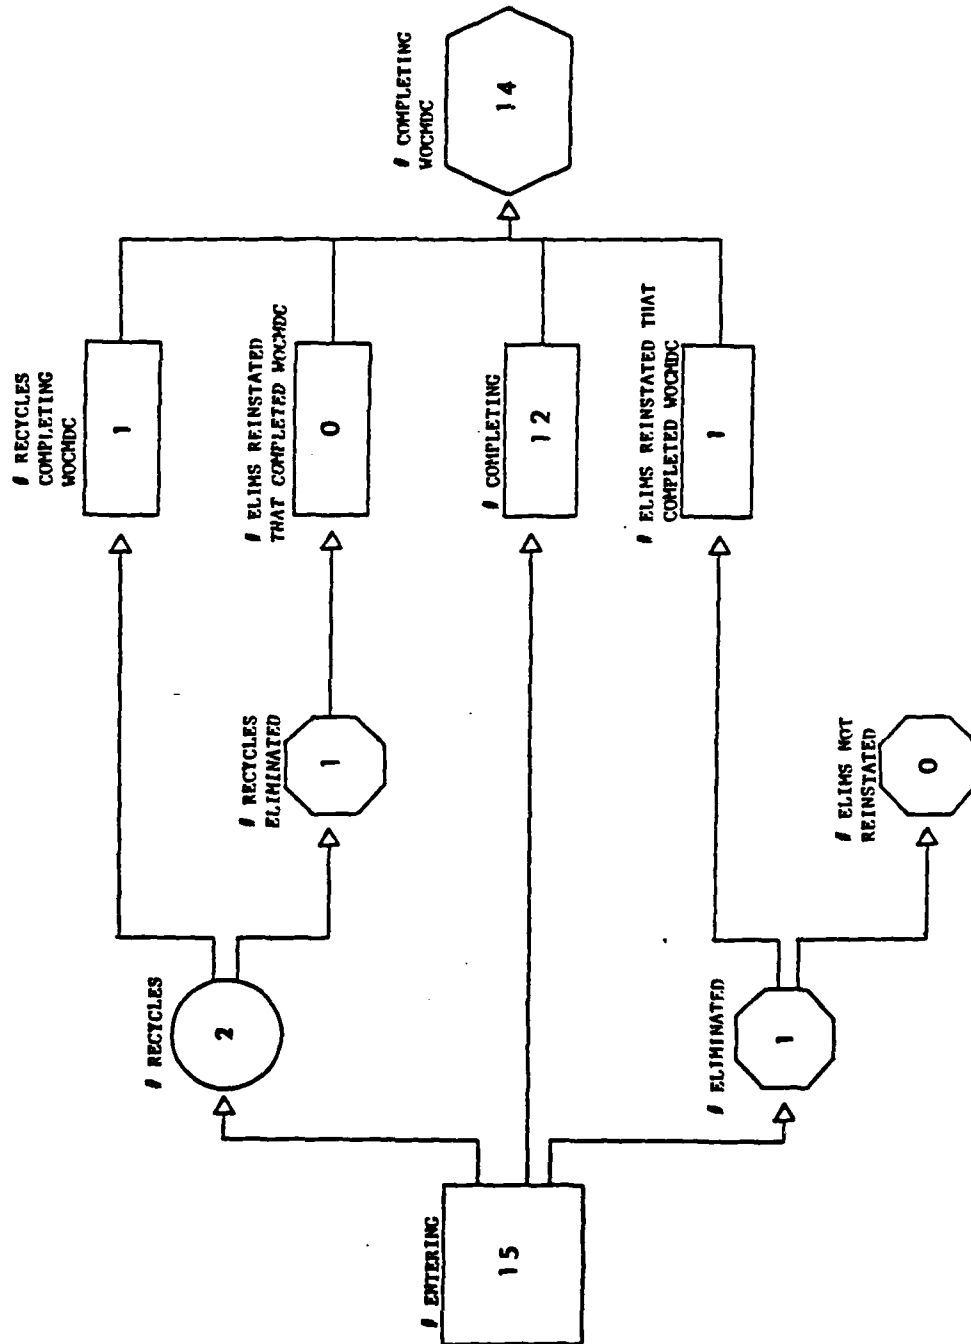 # ENTERING
15
# RECYCLES
2
# ELIMINATED
1
# RECYCLES
ELIMINATED
1
# ELIMS NOT
REINSTATED
0
# RECYCLES
COMPLETING
WOCMDC
1
# ELIMS REINSTATED
THAT COMPLETED WOCMDC
0
# COMPLETING
12
# ELIMS REINSTATED THAT
COMPLETED WOCMDC
1
# COMPLETING
WOCMDC
14